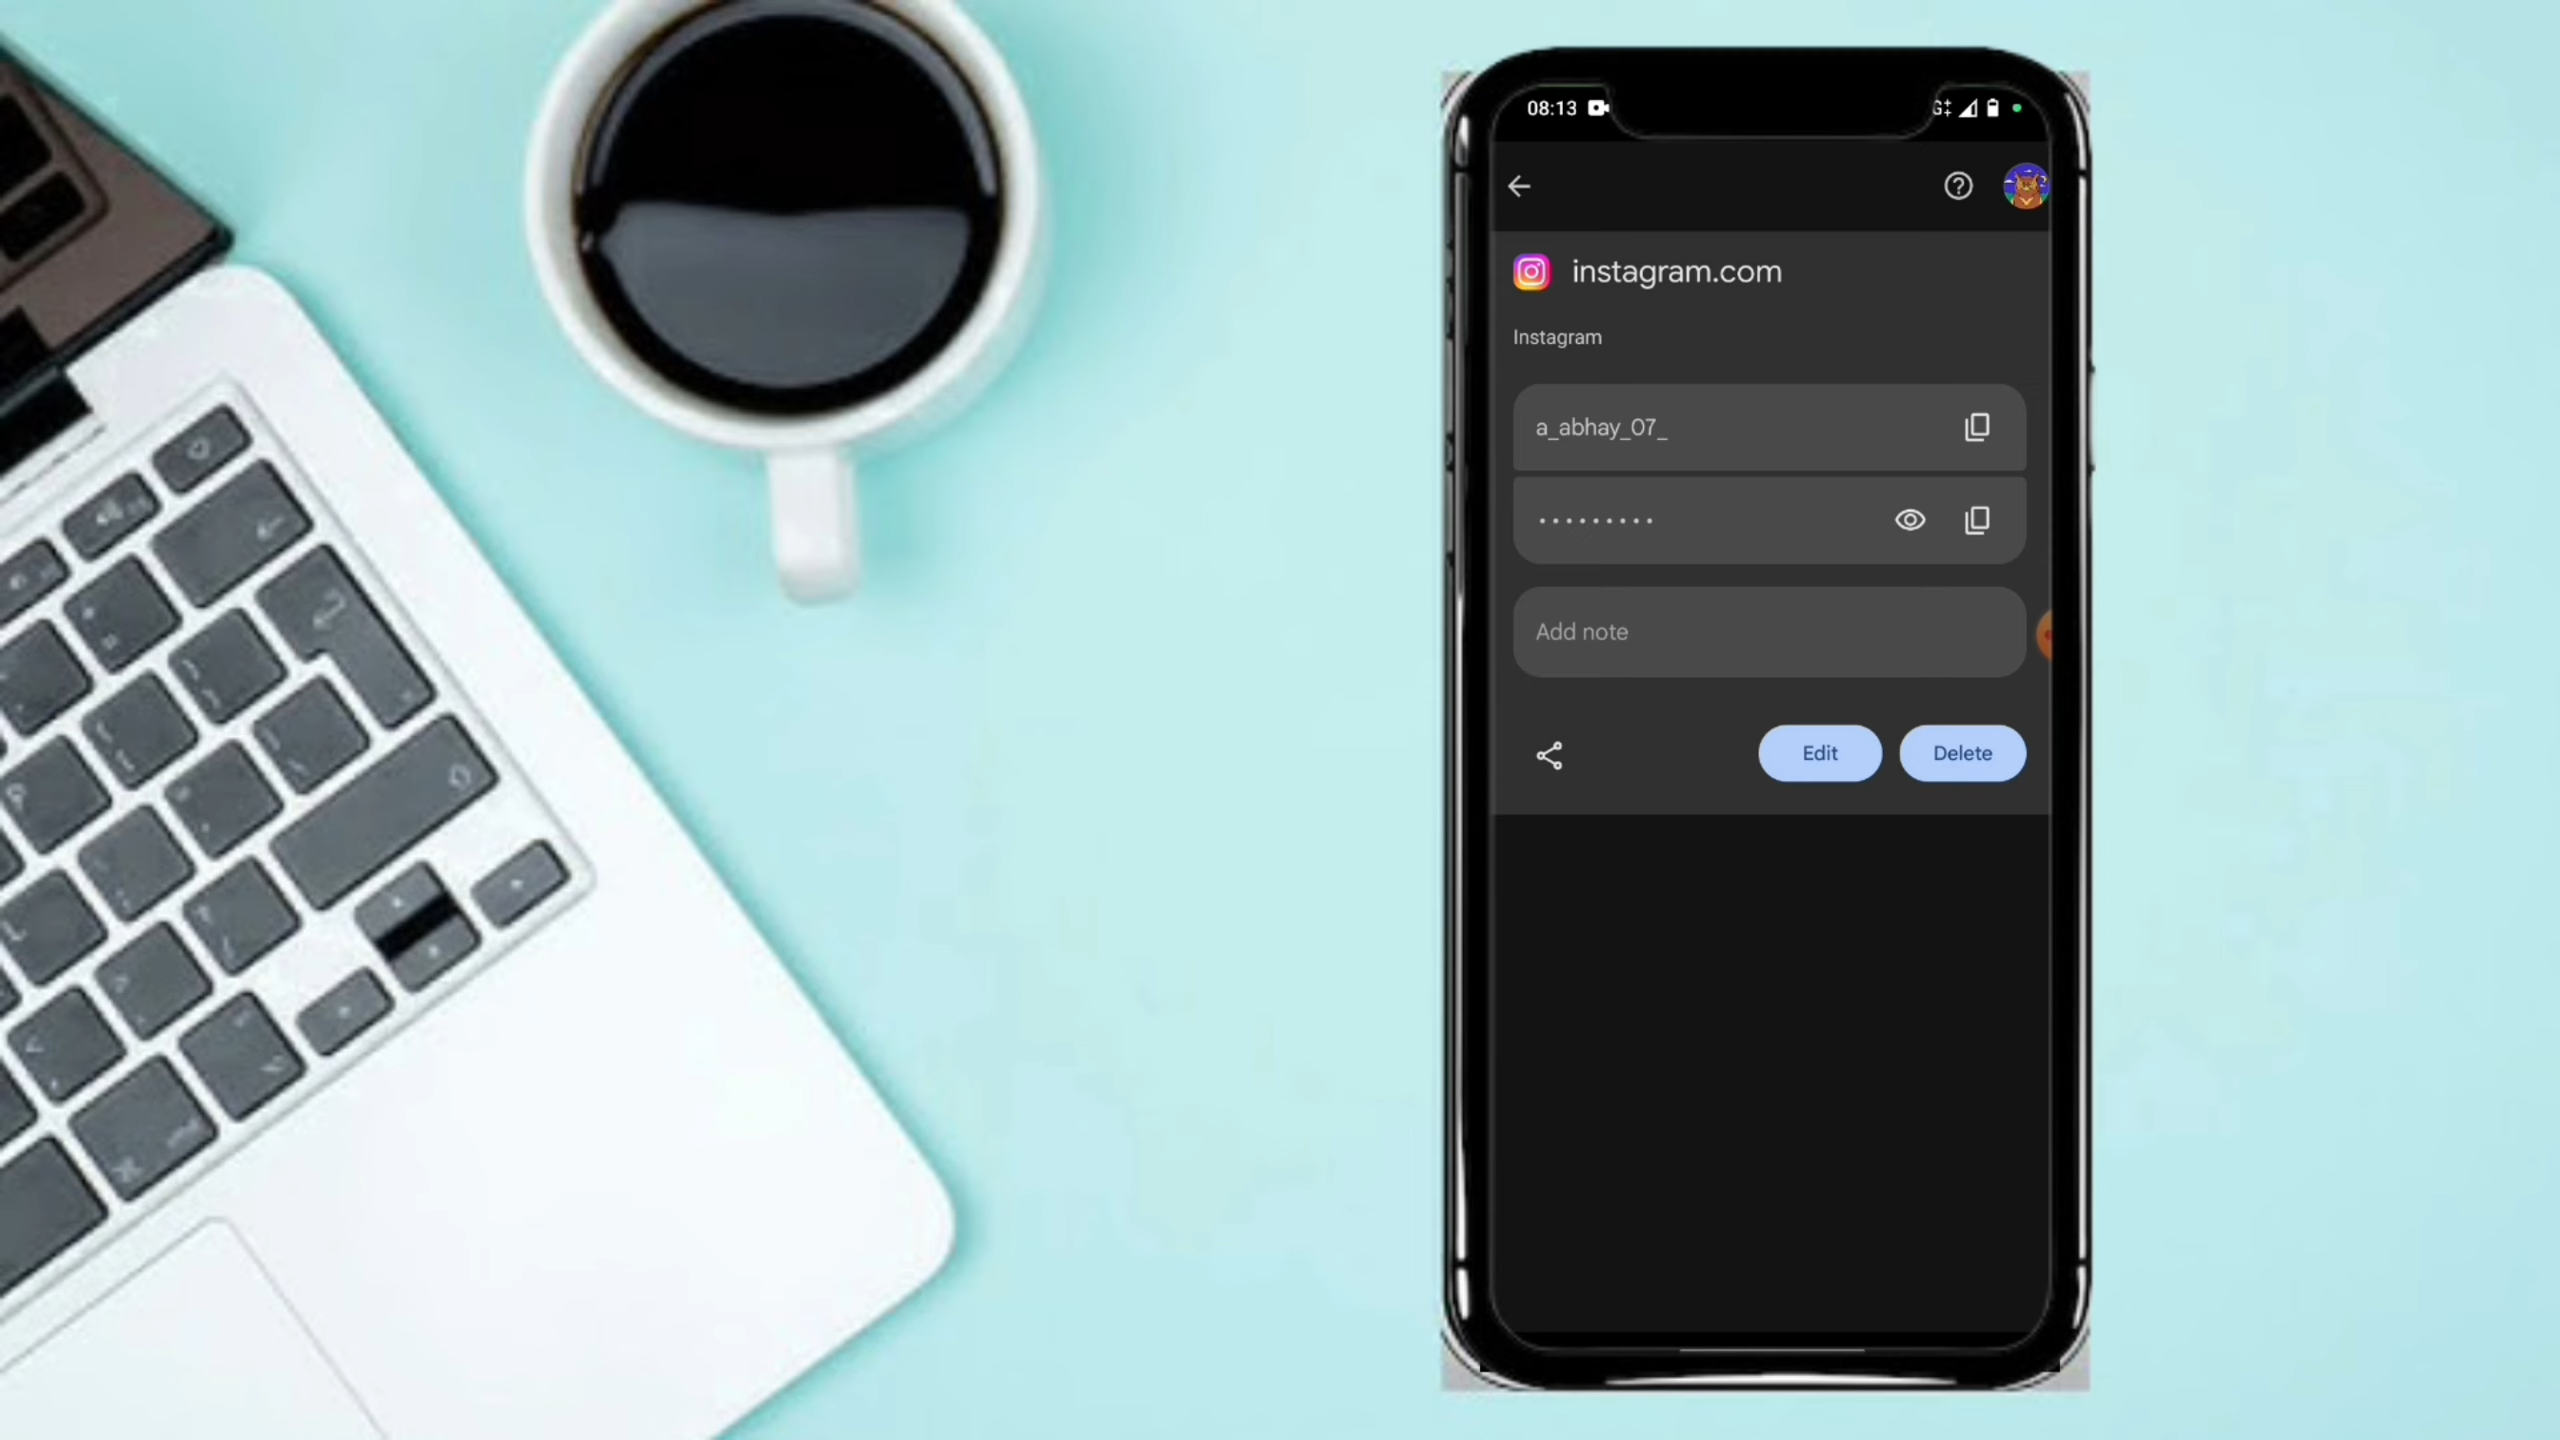 08:13
G+
instagram.com
Instagram
a_abhay_07_
Add note
Edit
Delete